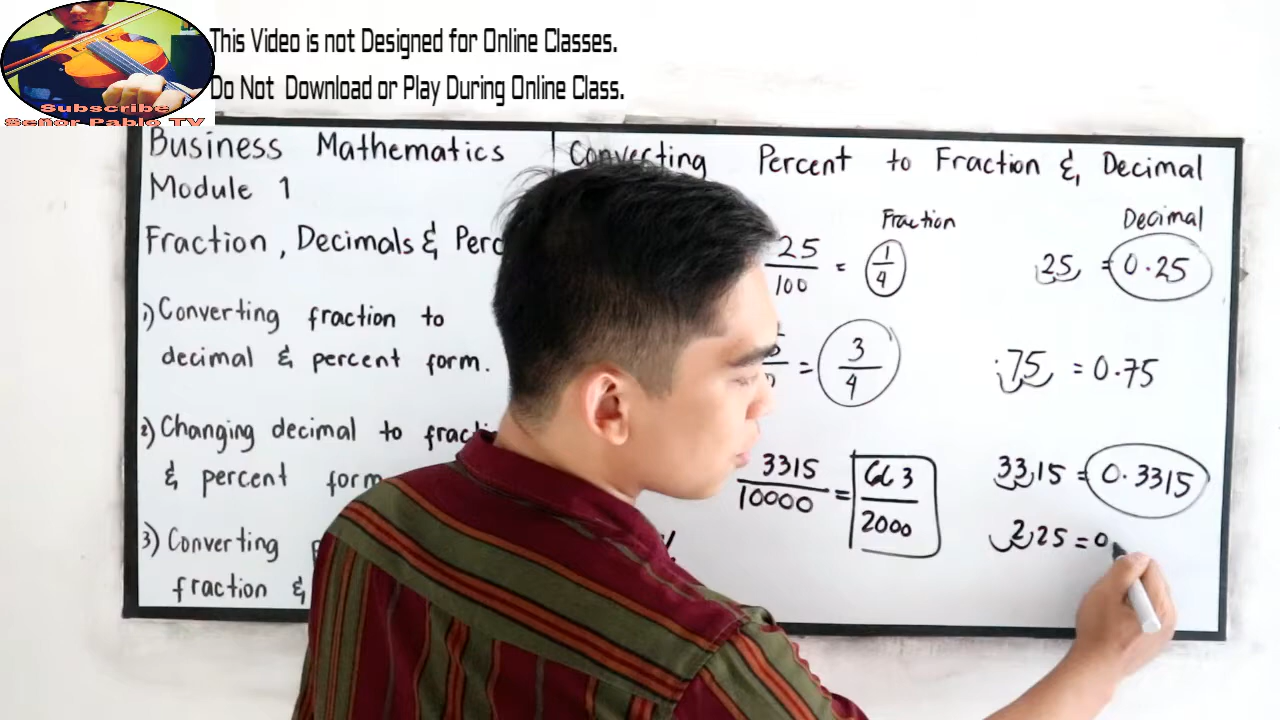 This Video is not Designed for Online Classes.
Do Not Download or Play During Online Class.
Subscribe
Señor Pablo TV
Business Mathematics
Module 1
Fraction, Decimals &
1) Converting fraction to
decimal & percent form.
2) Changing decimal to
& percent
3) Converting
fraction &
Converting Percent to Fraction & Decimal
Fraction Decimal
25/100 = 1/4 25 = 0.25
= 3/4 .75 = 0.75
3315/10000 = 663/2000 33.15 = 0.3315
%
2.25 = 0